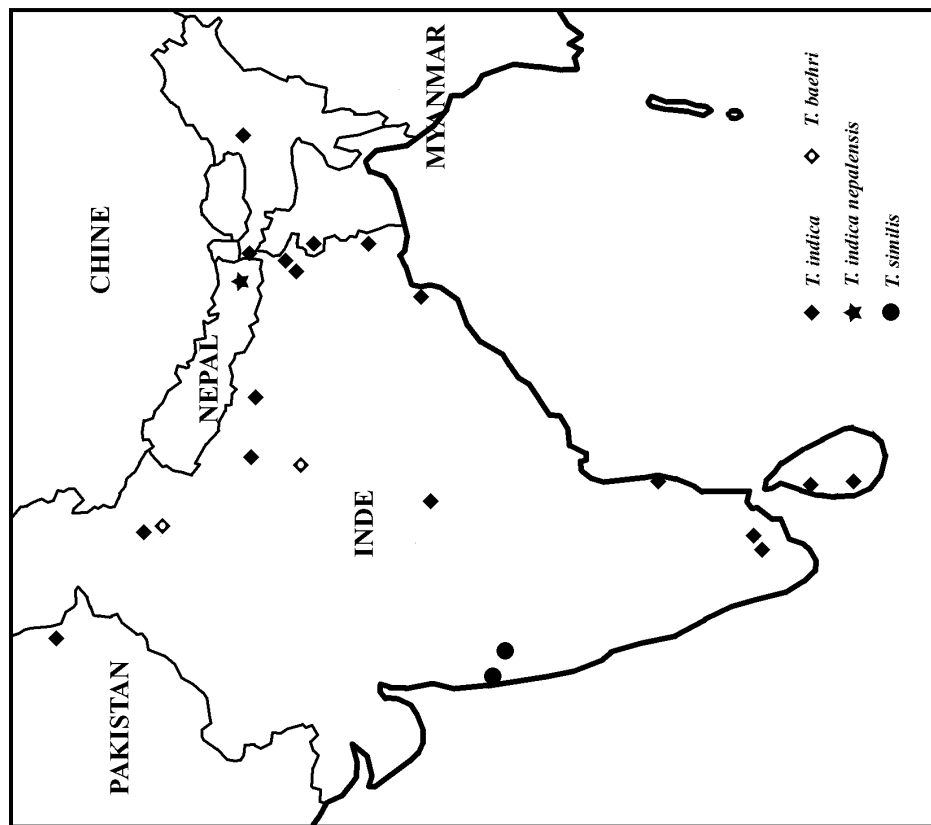 CHINE
PAKISTAN
NEPAL
INDE
MYANMAR
T. indica
T. baehri
T. indica nepalensis
T. similis